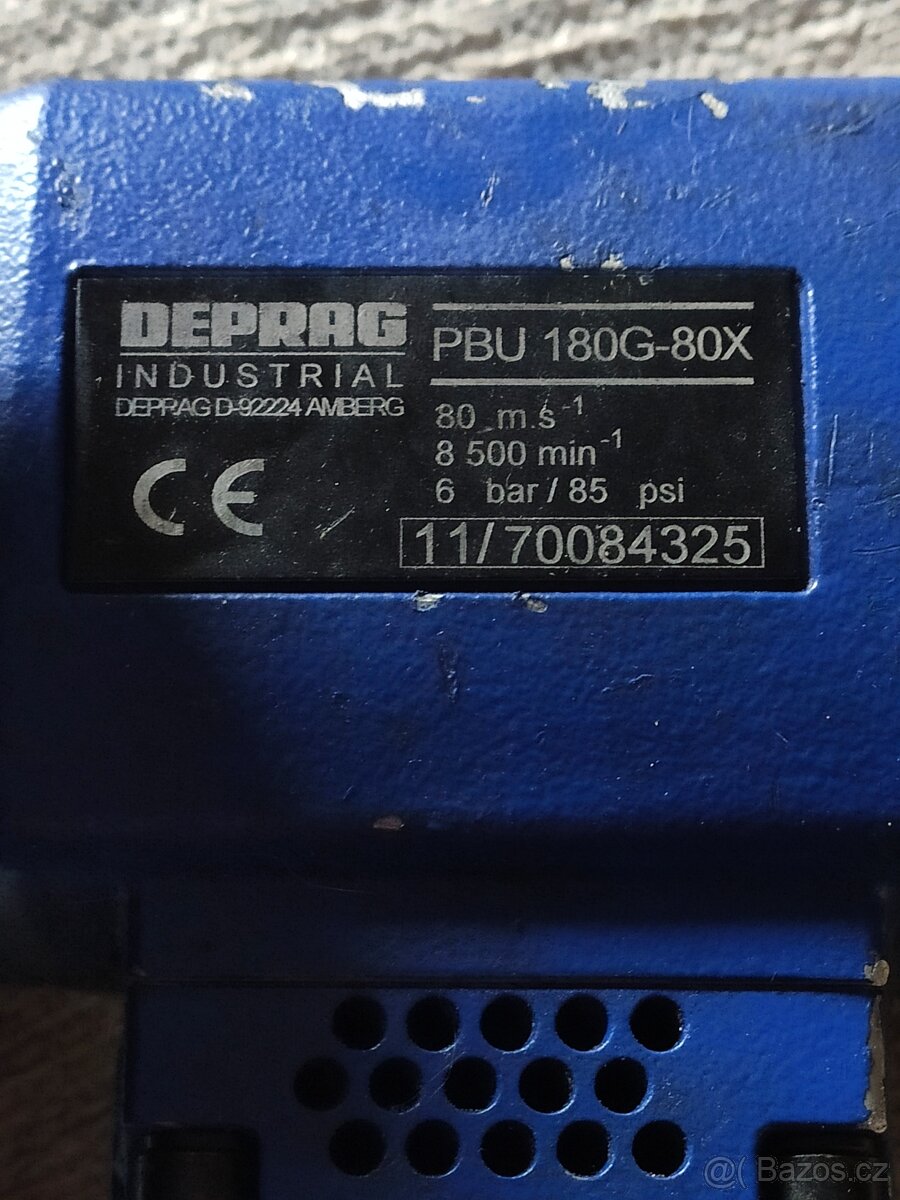 DEPRAG
INDUSTRIAL
DEPRAG D-92224 AMBERG
CE
PBU 180G-80X
80 m.s⁻¹
8 500 min⁻¹
6 bar / 85 psi
11/70084325
@( Bazos.cz